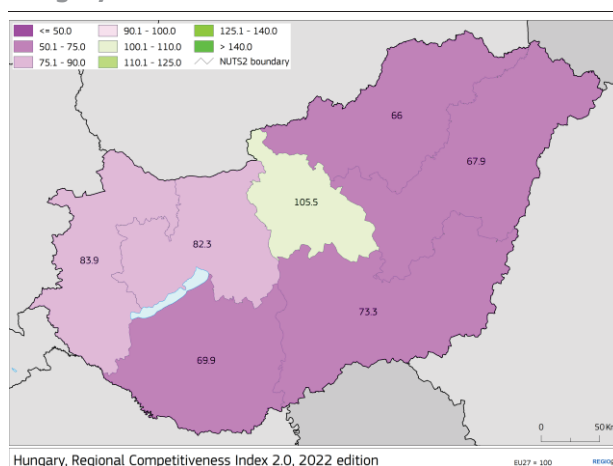 <= 50.0 90.1 - 100.0 125.1 - 140.0
50.1 - 75.0 100.1 - 110.0 > 140.0
75.1 - 90.0 110.1 - 125.0 NUTS2 boundary
66
67.9
105.5
82.3
83.9
73.3
69.9
0 50
Hungary, Regional Competitiveness Index 2.0, 2022 edition
EU27 = 100